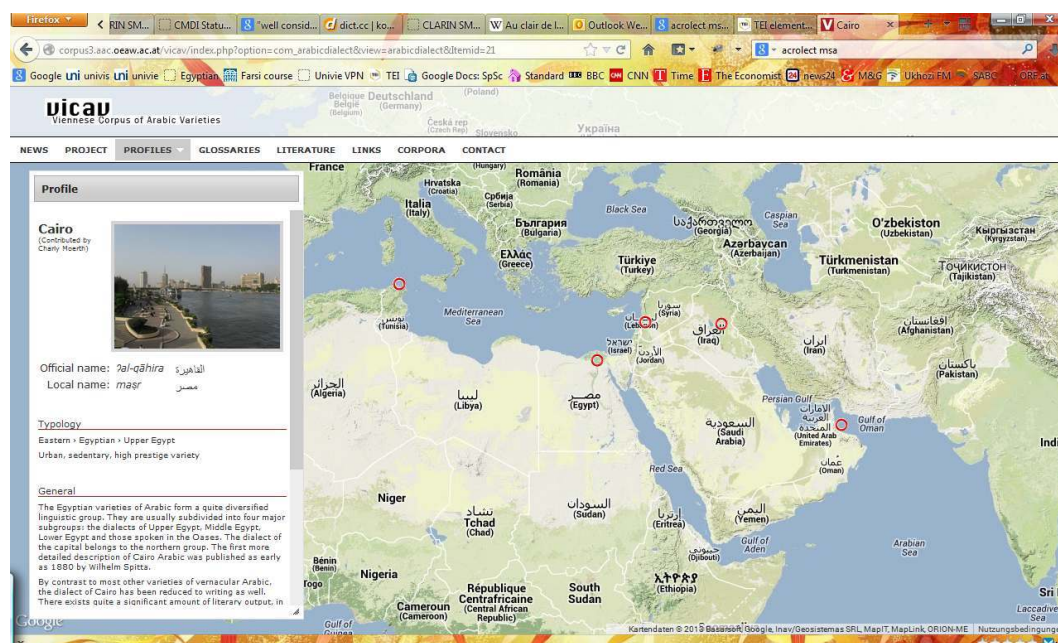 Firefox
RIN SM...
CMDI Statu...
"well consid...
dict.cc | ko...
CLARIN SM...
Au clair de l...
Outlook We...
acrolect ms...
TEI element...
Cairo
corpus3.aac.oeaw.ac.at/vicav/index.php?option=com_arabicdialect&view=arabicdialect&Itemid=21
acrolect msa
Google
uni univis
uni univie
Egyptian
Farsi course
Univie VPN
TEI
Google Docs: SpSc
Standard
BBC
CNN
Time
The Economist
news24
M&G
Ukhozi FM
SABC
ORF.at
vicav
Viennese Corpus of Arabic Varieties
Belgique
België
(Belgium)
Deutschland
(Germany)
(Poland)
Česká rep
(Czech Rep)
Slovensko
Україна
NEWS PROJECT PROFILES GLOSSARIES LITERATURE LINKS CORPORA CONTACT
Profile
Cairo
(Contributed by
Charly Moerth)
Official name: ʔal-qāhira القاهرة
Local name: maṣr مصر
Typology
Eastern › Egyptian › Upper Egypt
Urban, sedentary, high prestige variety
General
The Egyptian varieties of Arabic form a quite diversified
linguistic group. They are usually subdivided into four major
subgroups: the dialects of Upper Egypt, Middle Egypt,
Lower Egypt and those spoken in the Oases. The dialect of
the capital belongs to the northern group. The first more
detailed description of Cairo Arabic was published as early
as 1880 by Wilhelm Spitta.
By contrast to most other varieties of vernacular Arabic,
the dialect of Cairo has been reduced to writing as well.
There exists quite a significant amount of literary output, in
Google
France
(Hungary)
România
(Romania)
Hrvatska
(Croatia)
Србија
(Serbia)
Italia
(Italy)
България
(Bulgaria)
Black Sea
საქართველო
(Georgia)
Caspian
Sea
O'zbekiston
(Uzbekistan)
Кыргызстан
(Kyrgyzstan)
Ελλάς
(Greece)
Türkiye
(Turkey)
Azərbaycan
(Azerbaijan)
Türkmenistan
(Turkmenistan)
Тоҷикистон
(Tajikistan)
تونس
(Tunisia)
Mediterranean
Sea
سوريا
(Syria)
(Lebanon)
العراق
(Iraq)
ישראל
(Israel)
الأردن
(Jordan)
ایران
(Iran)
افغانستان
(Afghanistan)
پاکستان
(Pakistan)
الجزائر
(Algeria)
ليبيا
(Libya)
مصر
(Egypt)
Persian Gulf
الإمارات
العربية
المتحدة
(United Arab
Emirates)
Gulf of
Oman
السعودية
(Saudi
Arabia)
عُمان
(Oman)
Indi
Red Sea
Niger
تشاد
Tchad
(Chad)
السودان
(Sudan)
إرتريا
(Eritrea)
اليمن
(Yemen)
Gulf of
Aden
جيبوتي
(Djibouti)
Arabian
Sea
Bénin
(Benin)
Togo
Nigeria
Cameroun
(Cameroon)
République
Centrafricaine
(Central African
Republic)
South
Sudan
ኢትዮጵያ
(Ethiopia)
Sri
Laccadive
Sea
Gulf of
Guinea
Kartendaten © 2013 Basarsoft, Google, Inav/Geosistemas SRL, MapIT, MapLink, ORION-ME
Nutzungsbedingungen